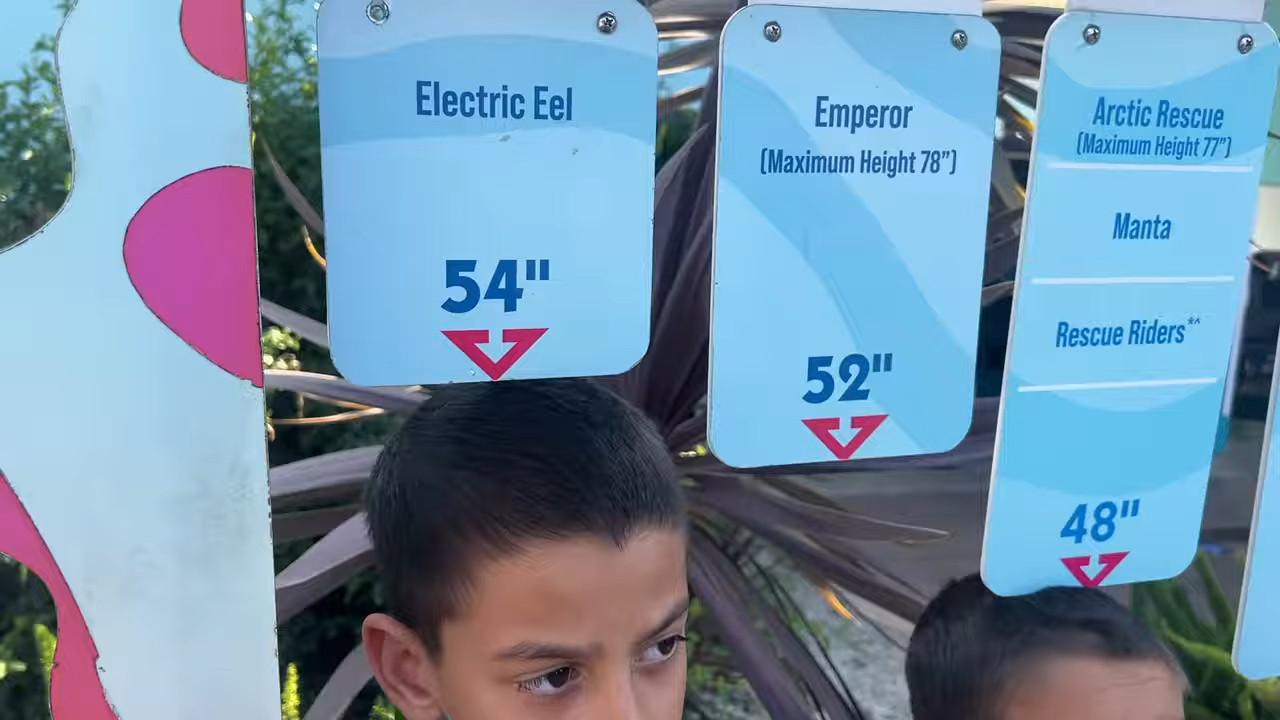 Electric Eel
54"
Emperor
(Maximum Height 78”)
52"
Arctic Rescue
(Maximum Height 77”)
Manta
Rescue Riders**
48"